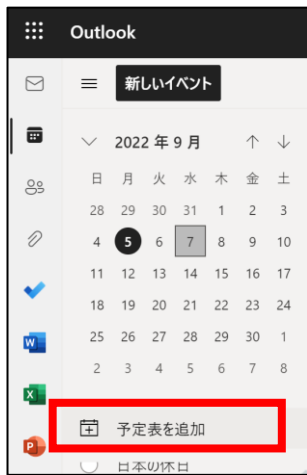 Outlook
新しいイベント
2022 年 9 月
日 月 火 水 木 金 土
28 29 30 31 1 2 3
4 5 6 7 8 9 10
11 12 13 14 15 16 17
18 19 20 21 22 23 24
25 26 27 28 29 30 1
2 3 4 5 6 7 8
予定表を追加
日本の休日
W
X
P